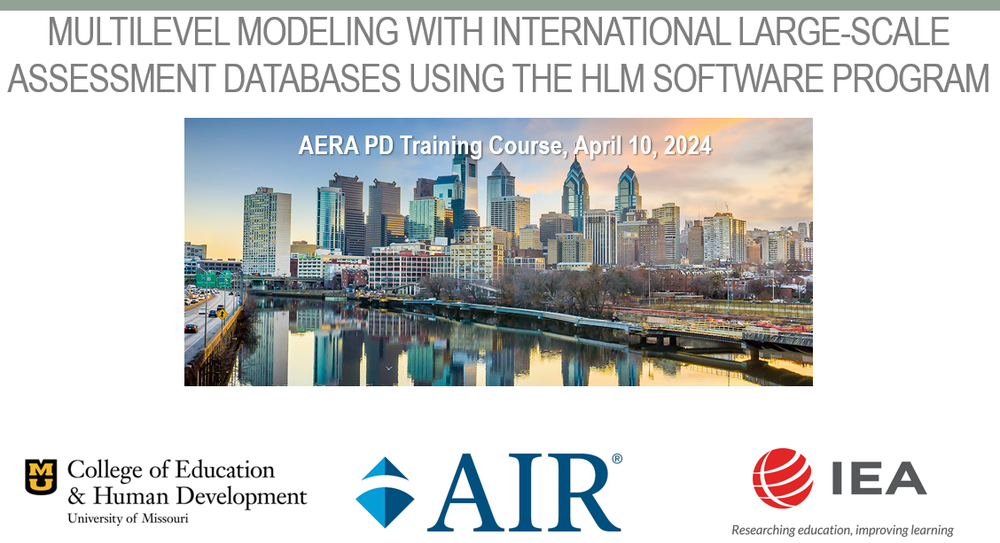 MULTILEVEL MODELING WITH INTERNATIONAL LARGE-SCALE
ASSESSMENT DATABASES USING THE HLM SOFTWARE PROGRAM
AERA PD Training Course, April 10, 2024
MU
College of Education
& Human Development
University of Missouri
AIR®
IEA
Researching education, improving learning